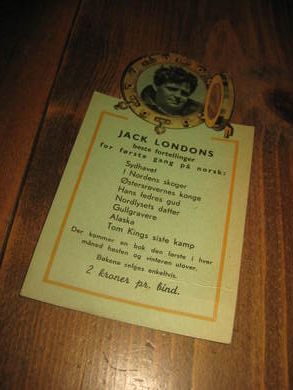 JACK LONDONS
beste fortellinger
for første gang på norsk:
Sydhavet
I Nordens skoger
Østersrøvernes konge
Hans fedres gud
Nordlysets datter
Gullgravere
Alaska
Tom Kings siste kamp
Der kommer en bok den første i hver
måned høsten og vinteren utover.
Bøkene selges enkeltvis.
2 kroner pr. bind.